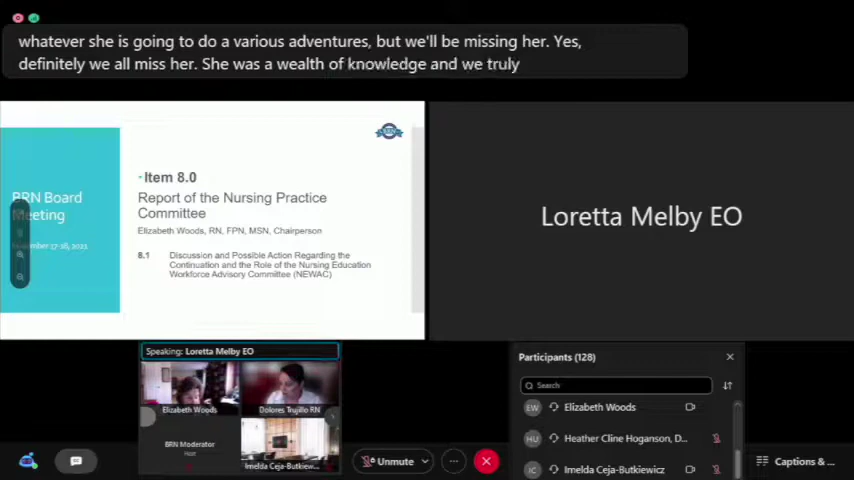 whatever she is going to do a various adventures, but we'll be missing her. Yes,
definitely we all miss her. She was a wealth of knowledge and we truly
BRN Board
Meeting
Item 8.0
Report of the Nursing Practice
Committee
Elizabeth Woods, RN, FPN, MSN, Chairperson
8.1 Discussion and Possible Action Regarding the
Continuation and the Role of the Nursing Education
Workforce Advisory Committee (NEWAC)
Loretta Melby EO
Speaking: Loretta Melby EO
Elizabeth Woods
Dolores Trujillo RN
BRN Moderator
Host
Imelda Ceja-Butkiew...
Participants (128)
Search
EW Elizabeth Woods
HU Heather Cline Hoganson, D...
IC Imelda Ceja-Butkiewicz
Unmute
Captions & ...